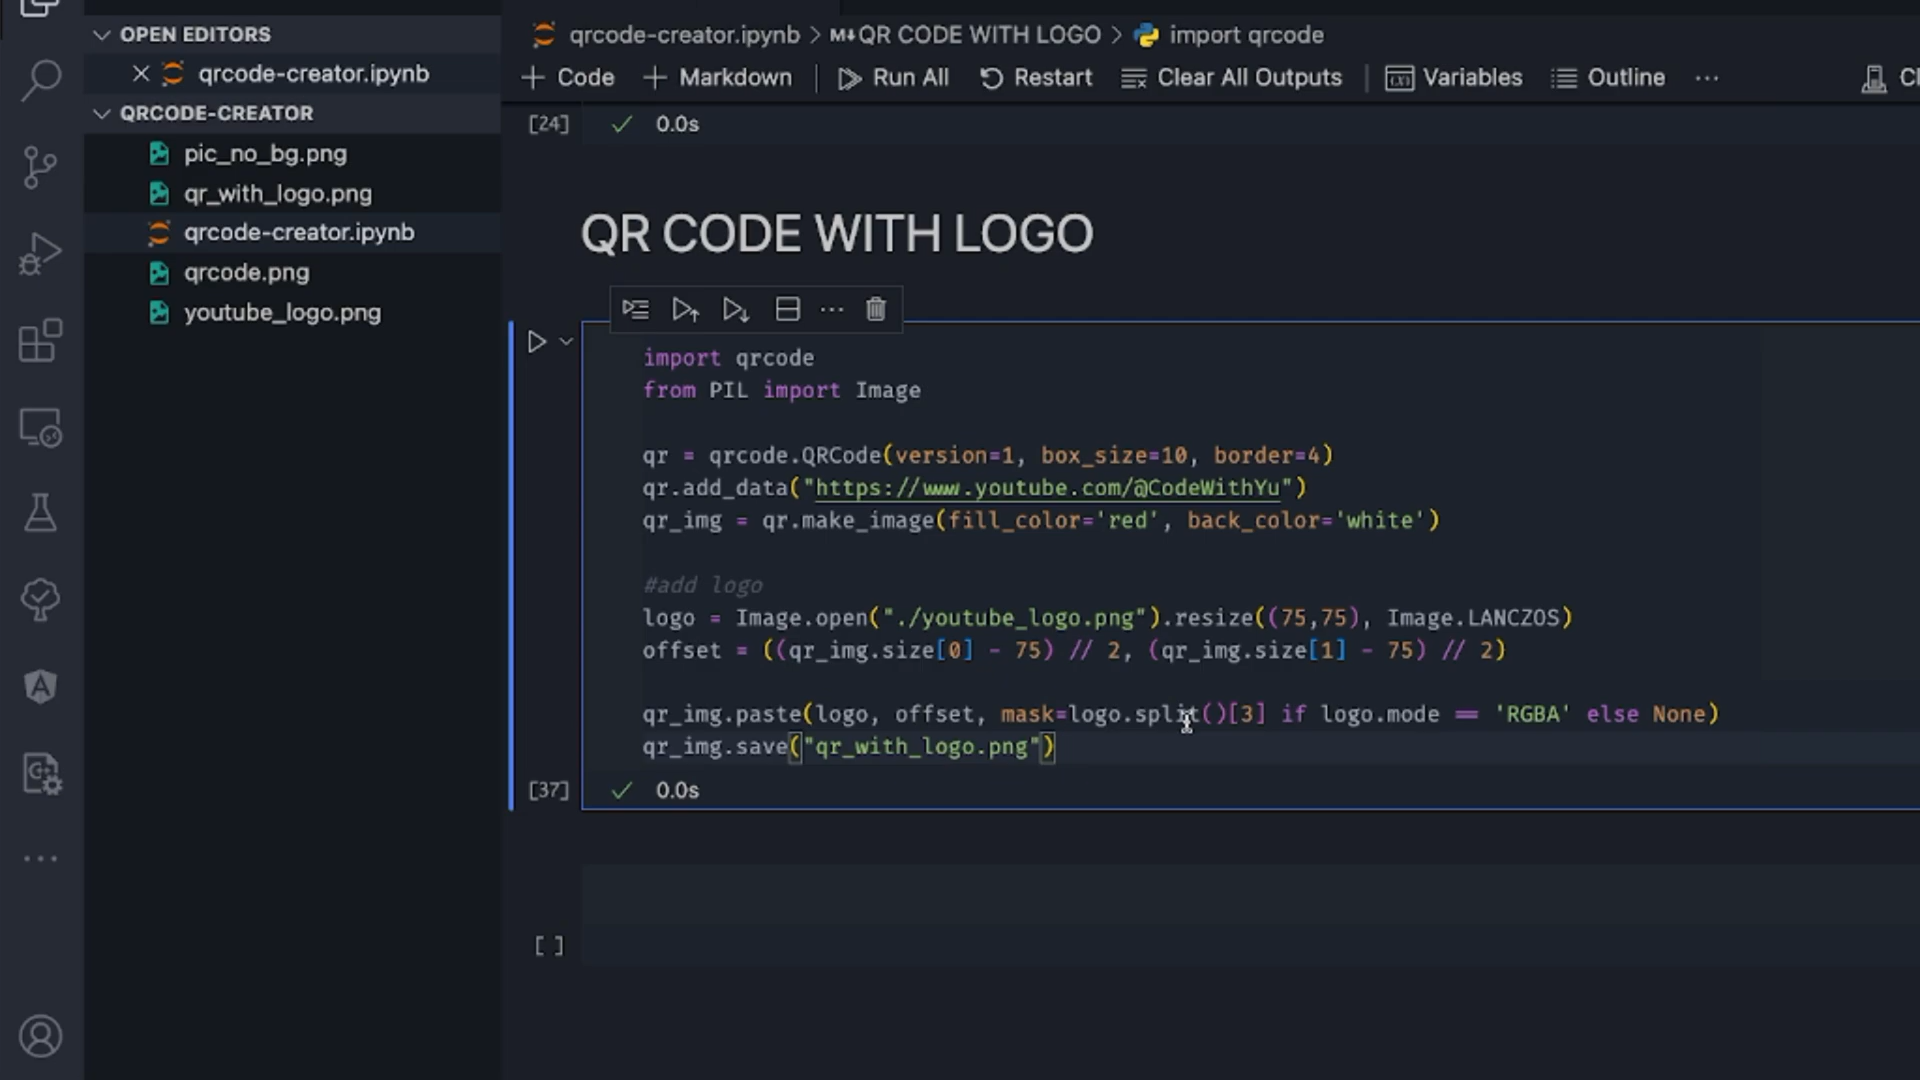 OPEN EDITORS
qrcode-creator.ipynb
QRCODE-CREATOR
pic_no_bg.png
qr_with_logo.png
qrcode-creator.ipynb
qrcode.png
youtube_logo.png
qrcode-creator.ipynb > M↓QR CODE WITH LOGO > import qrcode
+ Code + Markdown | Run All Restart Clear All Outputs | Variables Outline ···
[24] ✓ 0.0s
QR CODE WITH LOGO
import qrcode
from PIL import Image
qr = qrcode.QRCode(version=1, box_size=10, border=4)
qr.add_data("https://www.youtube.com/@CodeWithYu")
qr_img = qr.make_image(fill_color='red', back_color='white')
#add logo
logo = Image.open("./youtube_logo.png").resize((75,75), Image.LANCZOS)
offset = ((qr_img.size[0] - 75) // 2, (qr_img.size[1] - 75) // 2)
qr_img.paste(logo, offset, mask=logo.split()[3] if logo.mode == 'RGBA' else None)
qr_img.save("qr_with_logo.png")
[37] ✓ 0.0s
[ ]